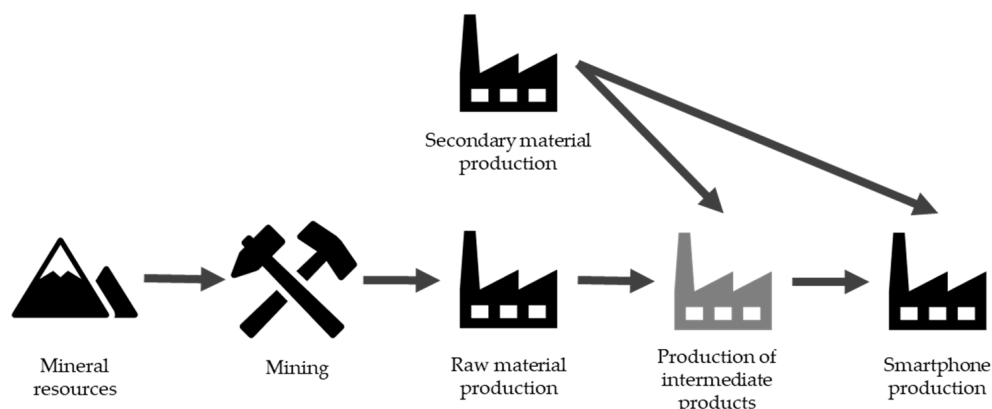 Secondary material
production
Mineral
resources
Mining
Raw material
production
Production of
intermediate
products
Smartphone
production